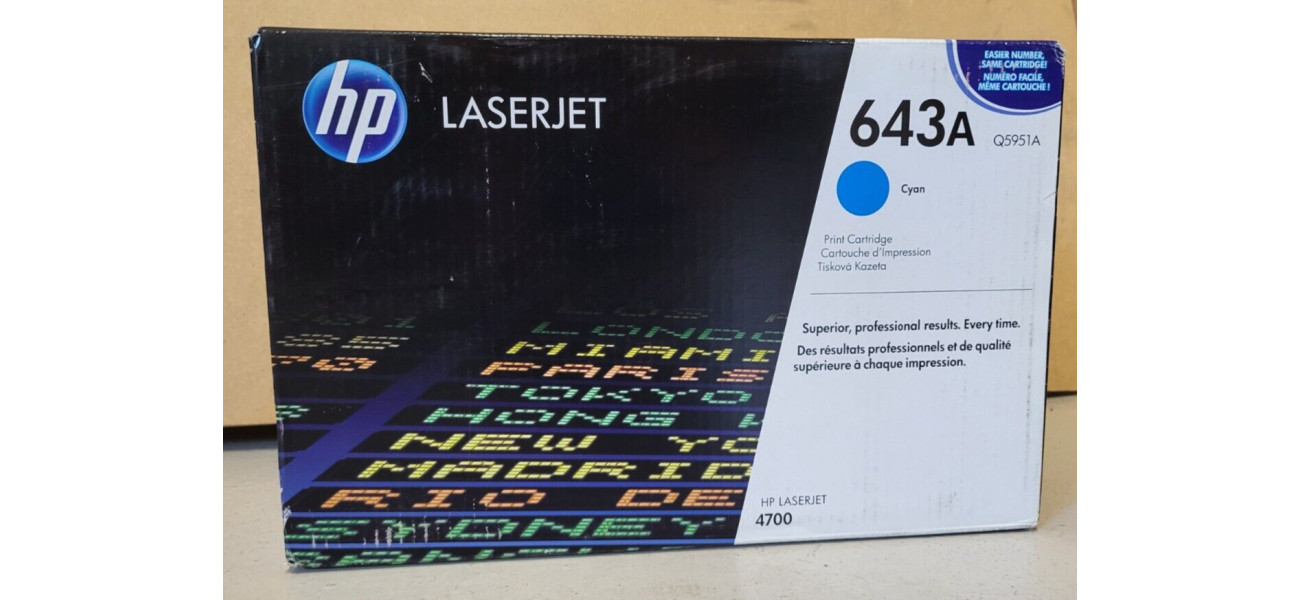 hp
LASERJET
EASIER NUMBER,
SAME CARTRIDGE!
NUMÉRO FACILE,
MÊME CARTOUCHE !
643A
Q5951A
Cyan
Print Cartridge
Cartouche d'Impression
Tisková Kazeta
Superior, professional results. Every time.
Des résultats professionnels et de qualité
supérieure à chaque impression.
LONDO
MIAMI
PARIS
TOKYO
HONG
NEW YO
MADRID
RIO DE
SYDNEY
HP LASERJET
4700